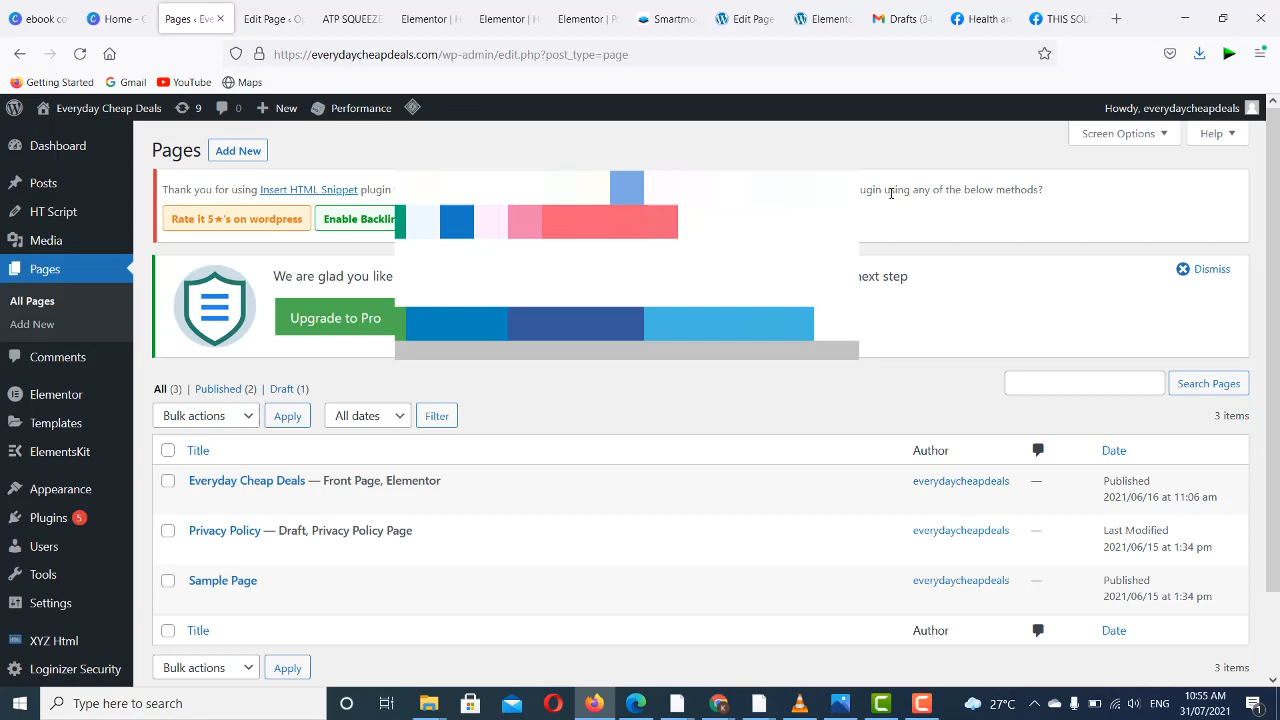 ebook co
Home - C
Pages ‹ Eve
Edit Page ‹ O
ATP SQUEEZE
Elementor |
Elementor |
Elementor | P
Smartmo
Edit Page
Elemento
Drafts (34
Health an
THIS SOL
https://everydaycheapdeals.com/wp-admin/edit.php?post_type=page
Getting Started
Gmail
YouTube
Maps
Everyday Cheap Deals
9
0
New
Performance
Howdy, everydaycheapdeals
Dashboard
Posts
HT Script
Media
Pages
All Pages
Add New
Comments
Elementor
Templates
ElementsKit
Appearance
Plugins 5
Users
Tools
Settings
XYZ Html
Loginizer Security
Screen Options
Help
Pages
Add New
Thank you for using Insert HTML Snippet plugin
ugin using any of the below methods?
Rate it 5★'s on wordpress
Enable Backlin
We are glad you like
next step
Dismiss
Upgrade to Pro
All (3) | Published (2) | Draft (1)
Search Pages
Bulk actions
Apply
All dates
Filter
3 items
Title
Author
Date
Everyday Cheap Deals — Front Page, Elementor
everydaycheapdeals
—
Published
2021/06/16 at 11:06 am
Privacy Policy — Draft, Privacy Policy Page
everydaycheapdeals
—
Last Modified
2021/06/15 at 1:34 pm
Sample Page
everydaycheapdeals
—
Published
2021/06/15 at 1:34 pm
Title
Author
Date
Bulk actions
Apply
3 items
Type here to search
27°C
ENG
10:55 AM
31/07/2021
1